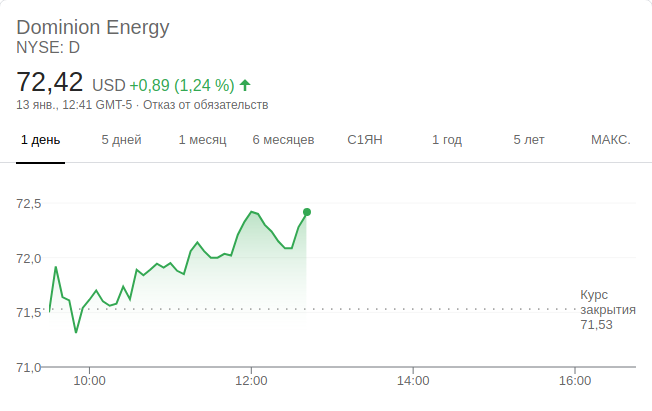 Dominion Energy
NYSE: D
72,42 USD +0,89 (1,24 %)
13 янв., 12:41 GMT-5 · Отказ от обязательств
1 день 5 дней 1 месяц 6 месяцев С1ЯН 1 год 5 лет МАКС.
72,5
72,0
71,5
71,0
Курс
закрытия
71,53
10:00 12:00 14:00 16:00